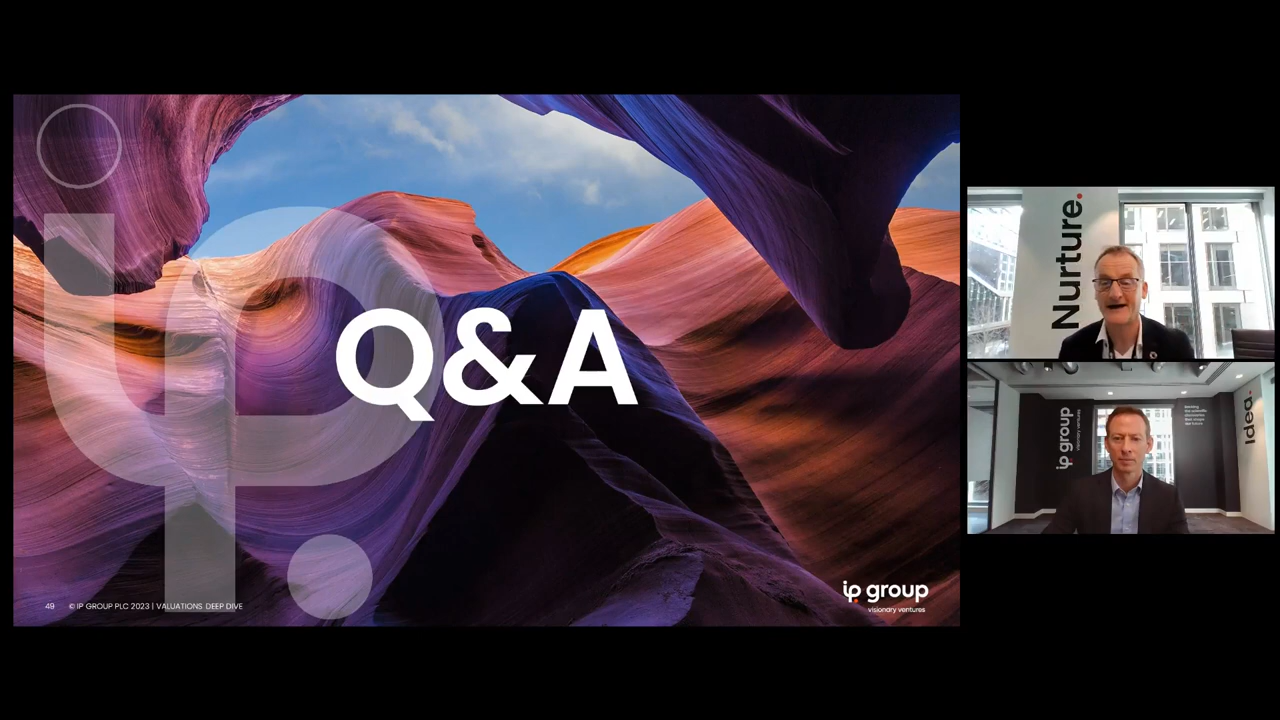 Q&A
49 © IP GROUP PLC 2023 | VALUATIONS DEEP DIVE
ip group
visionary ventures
Nurture.
ip group
visionary ventures
Idea.